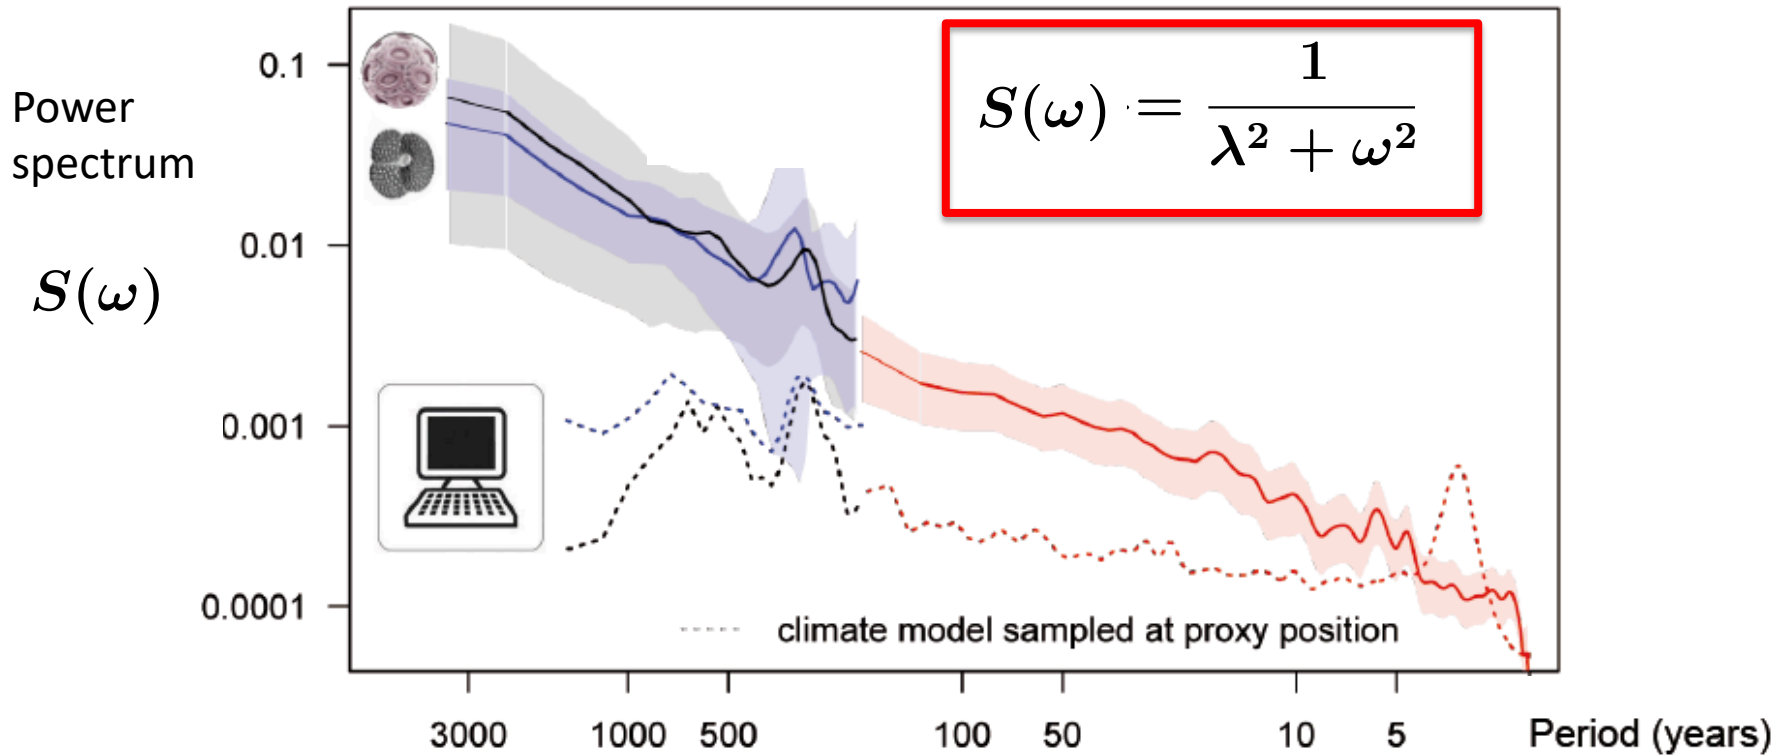 Power
spectrum
S(ω)
0.1
0.01
0.001
0.0001
S(ω) = 1 / (λ² + ω²)
climate model sampled at proxy position
3000 1000 500 100 50 10 5 Period (years)